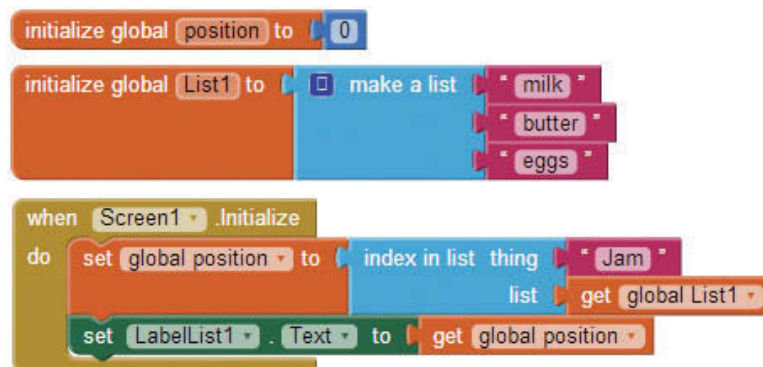 initialize global position to 0
initialize global List1 to make a list " milk "
" butter "
" eggs "
when Screen1 .Initialize
do set global position to index in list thing " Jam "
list get global List1
set LabelList1 . Text to get global position